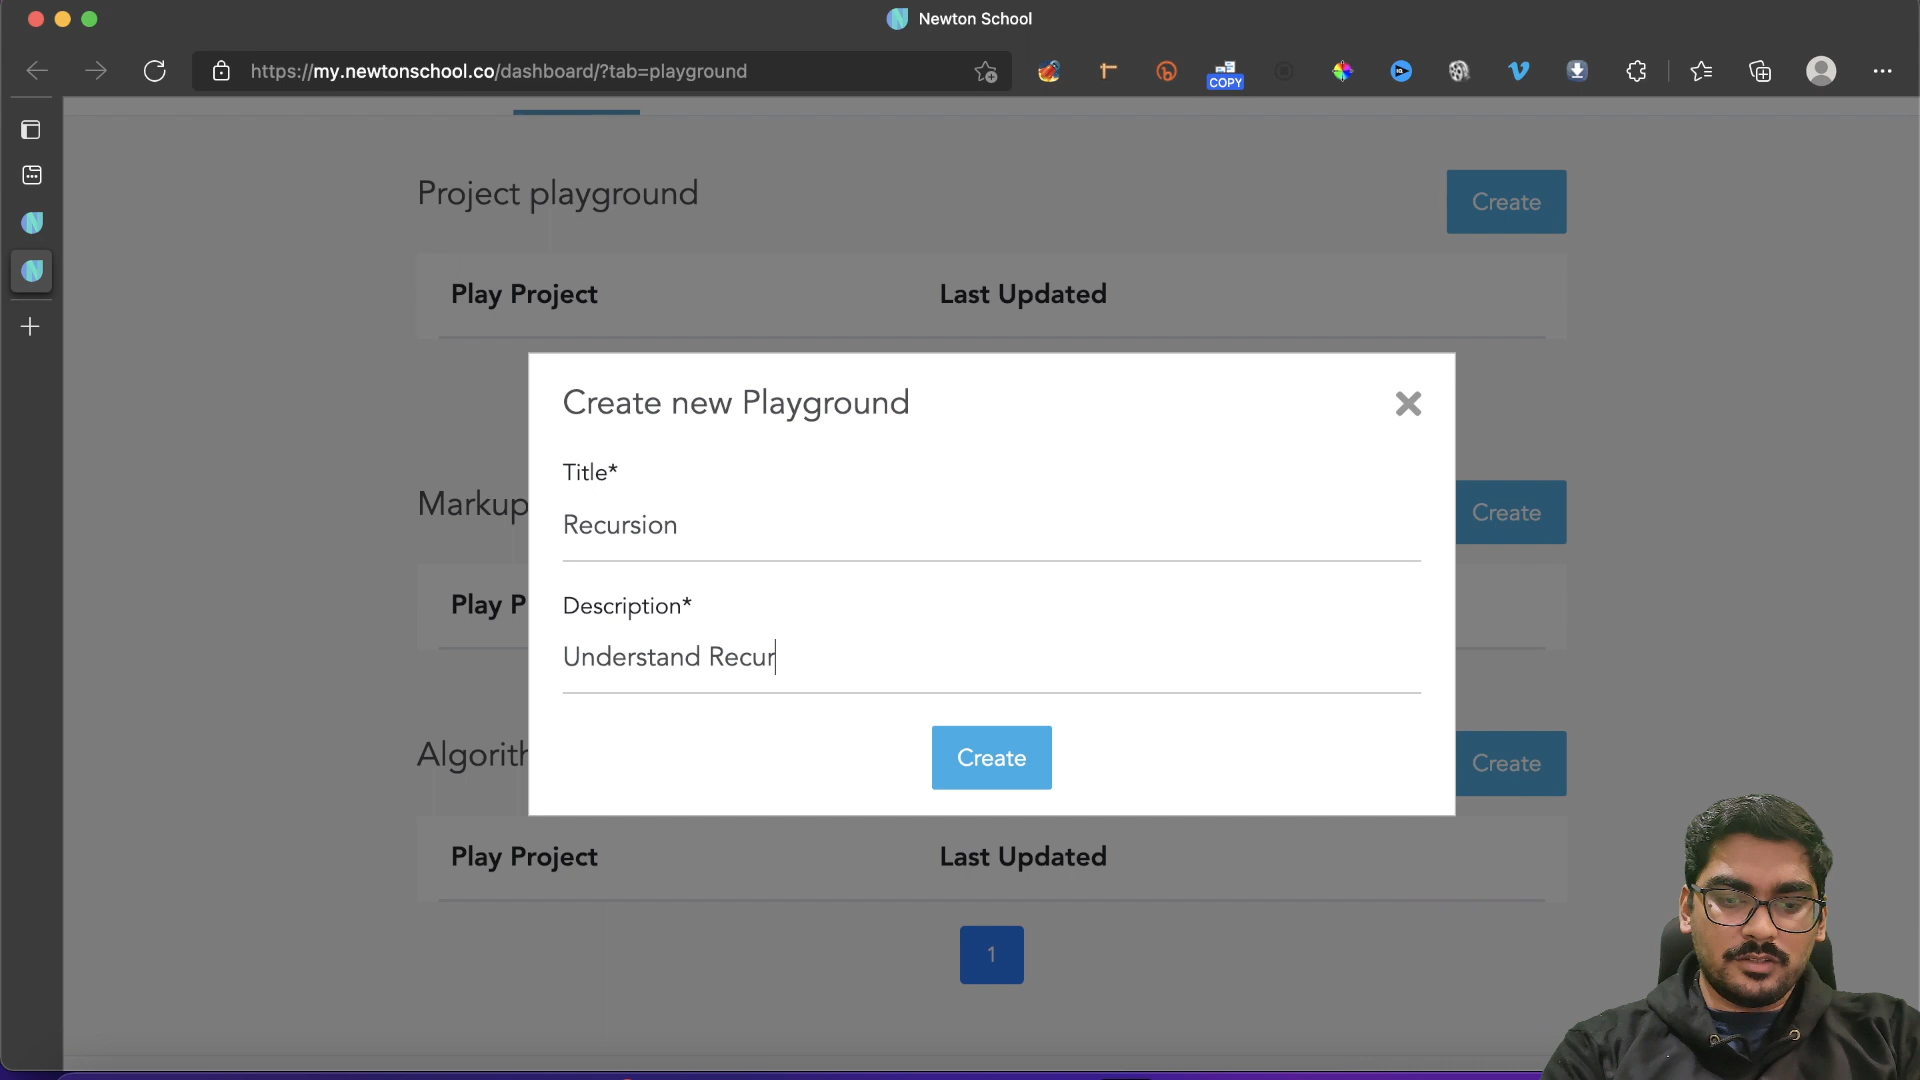 Newton School
https://my.newtonschool.co/dashboard/?tab=playground
COPY
Project playground
Create
Play Project Last Updated
Create new Playground
Title*
Recursion
Markup
Create
Description*
Play P
Understand Recur
Create
Algorith
Create
Play Project Last Updated
1